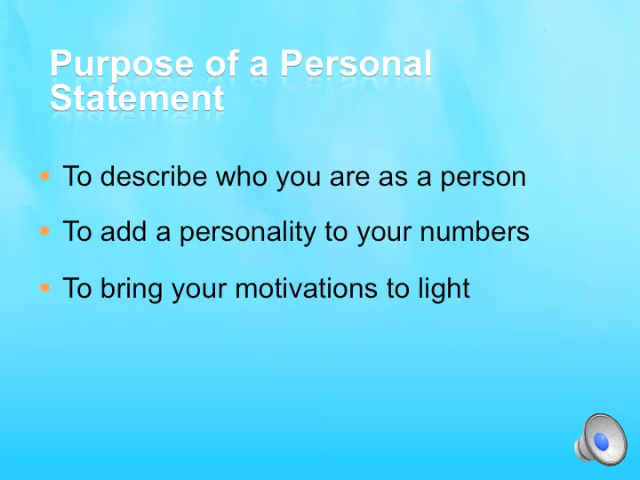 Purpose of a Personal
Statement
To describe who you are as a person
To add a personality to your numbers
To bring your motivations to light